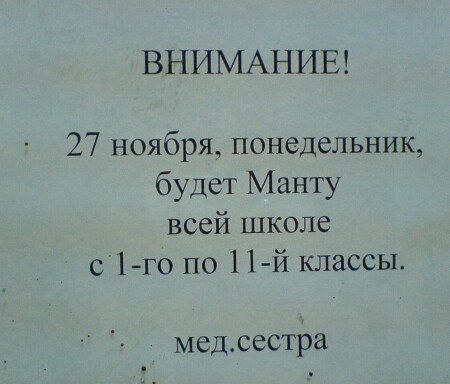 ВНИМАНИЕ!
27 ноября, понедельник,
будет Манту
всей школе
с 1-го по 11-й классы.
мед.сестра